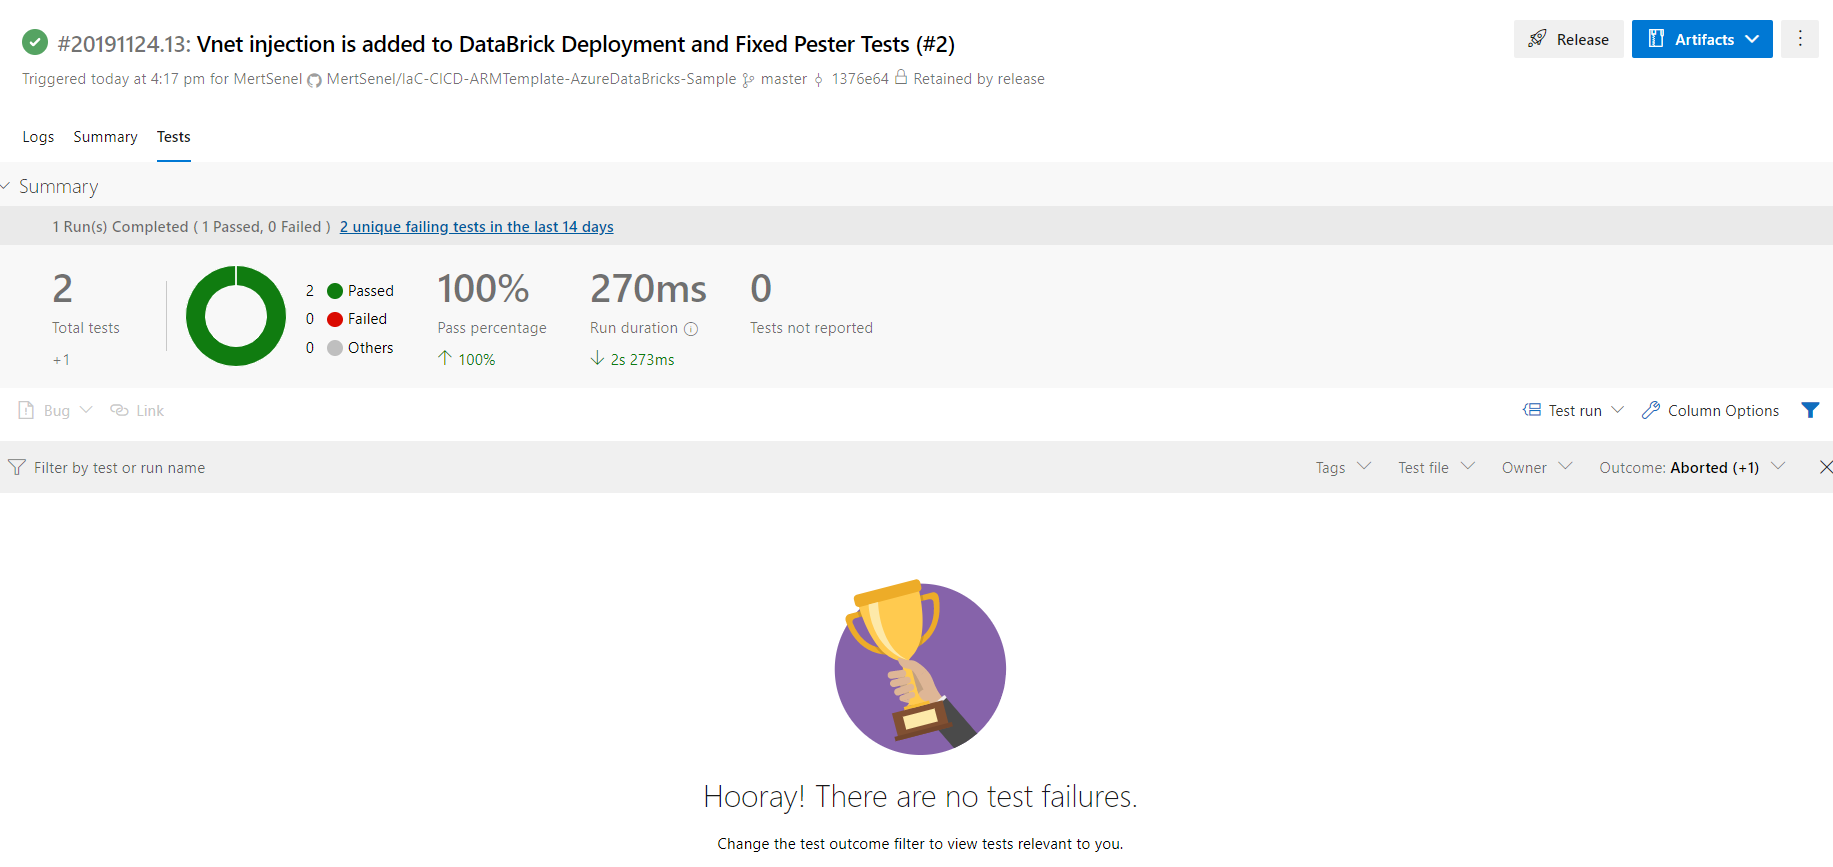 #20191124.13: Vnet injection is added to DataBrick Deployment and Fixed Pester Tests (#2)
Release
Artifacts
Triggered today at 4:17 pm for MertSenel MertSenel/IaC-CICD-ARMTemplate-AzureDataBricks-Sample master 1376e64 Retained by release
Logs Summary Tests
Summary
1 Run(s) Completed ( 1 Passed, 0 Failed ) 2 unique failing tests in the last 14 days
2
Total tests
+1
2 Passed
0 Failed
0 Others
100%
Pass percentage
100%
270ms
Run duration
2s 273ms
0
Tests not reported
Bug Link
Test run Column Options
Filter by test or run name
Tags Test file Owner Outcome: Aborted (+1)
Hooray! There are no test failures.
Change the test outcome filter to view tests relevant to you.